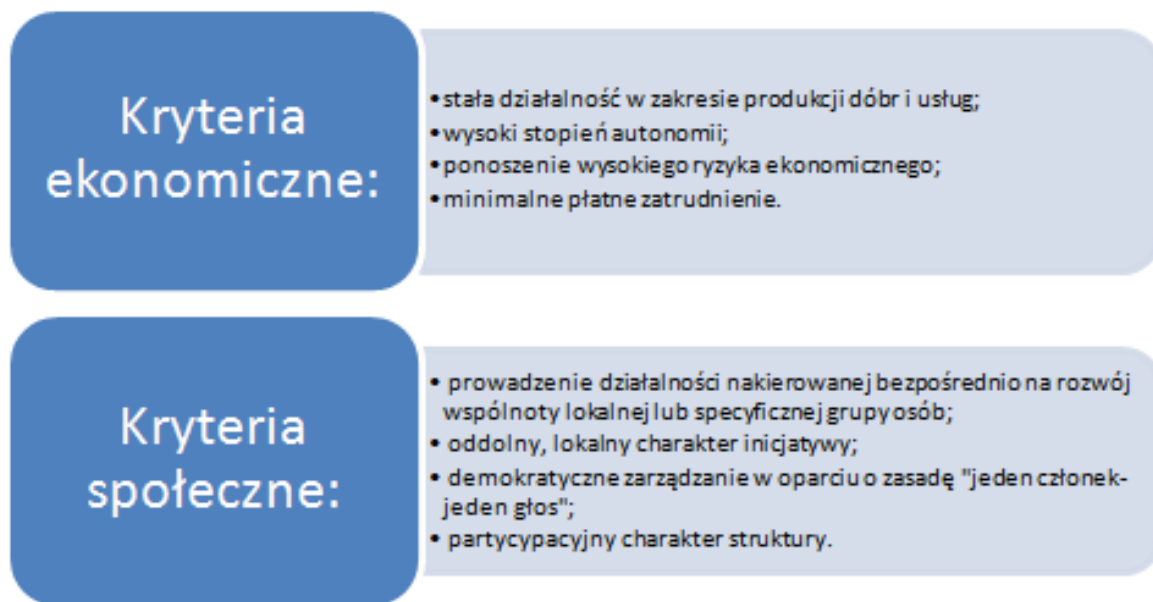 Kryteria
ekonomiczne:
•stała działalność w zakresie produkcji dóbr i usług;
•wysoki stopień autonomii;
•ponoszenie wysokiego ryzyka ekonomicznego;
•minimalne płatne zatrudnienie.
Kryteria
społeczne:
• prowadzenie działalności nakierowanej bezpośrednio na rozwój
wspólnoty lokalnej lub specyficznej grupy osób;
• oddolny, lokalny charakter inicjatywy;
• demokratyczne zarządzanie w oparciu o zasadę "jeden członek-
jeden głos";
• partycypacyjny charakter struktury.